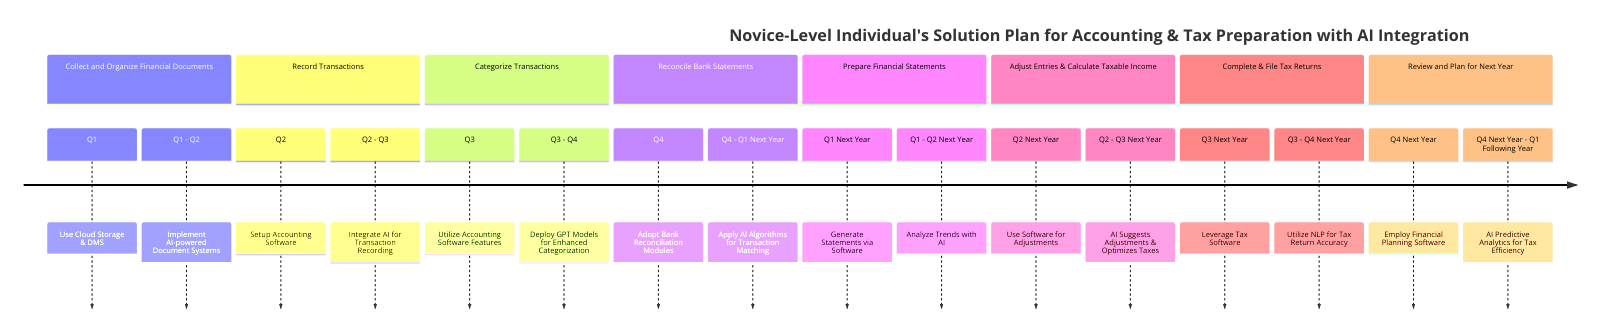 Novice-Level Individual's Solution Plan for Accounting & Tax Preparation with AI Integration
Collect and Organize Financial Documents
Record Transactions
Categorize Transactions
Reconcile Bank Statements
Prepare Financial Statements
Adjust Entries & Calculate Taxable Income
Complete & File Tax Returns
Review and Plan for Next Year
Q1
Q1 - Q2
Q2
Q2 - Q3
Q3
Q3 - Q4
Q4
Q4 - Q1 Next Year
Q1 Next Year
Q1 - Q2 Next Year
Q2 Next Year
Q2 - Q3 Next Year
Q3 Next Year
Q3 - Q4 Next Year
Q4 Next Year
Q4 Next Year - Q1
Following Year
Use Cloud Storage
& DMS
Implement
AI-powered
Document Systems
Setup Accounting
Software
Integrate AI for
Transaction
Recording
Utilize Accounting
Software Features
Deploy GPT Models
for Enhanced
Categorization
Adopt Bank
Reconciliation
Modules
Apply AI Algorithms
for Transaction
Matching
Generate
Statements via
Software
Analyze Trends with
AI
Use Software for
Adjustments
AI Suggests
Adjustments &
Optimizes Taxes
Leverage Tax
Software
Utilize NLP for Tax
Return Accuracy
Employ Financial
Planning Software
AI Predictive
Analytics for Tax
Efficiency